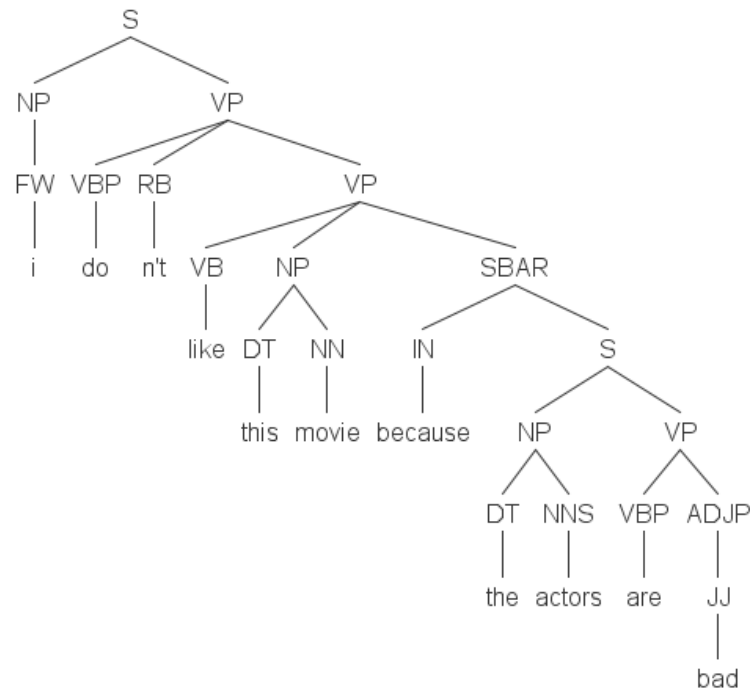 S
NP VP
FW VBP RB VP
i do n't VB NP SBAR
like DT NN IN S
this movie because NP VP
DT NNS VBP ADJP
the actors are JJ
bad